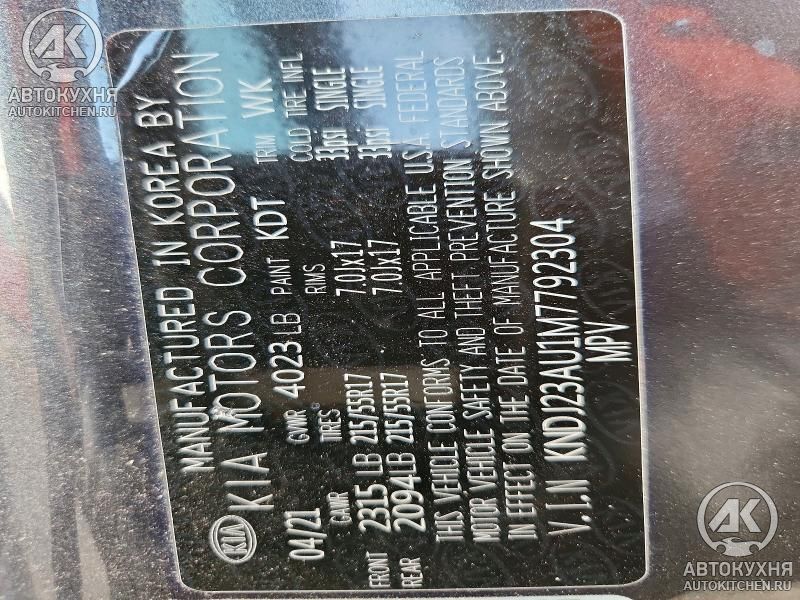 MANUFACTURED IN KOREA BY
KIA KIA MOTORS CORPORATION
04/21 GVWR 4023 LB PAINT KDT TRIM WK
GAWR TIRES RIMS COLD TIRE INFL
FRONT 2315 LB 215/55R17 7.0Jx17 33psi SINGLE
REAR 2094LB 215/55R17 7.0Jx17 33psi SINGLE
THIS VEHICLE CONFORMS TO ALL APPLICABLE U.S.A. FEDERAL
MOTOR VEHICLE SAFETY AND THEFT PREVENTION STANDARDS
IN EFFECT ON THE DATE OF MANUFACTURE SHOWN ABOVE.
V.I.N KNDJ23AU1M7792304
MPV
АК
АВТОКУХНЯ
AUTOKITCHEN.RU
АК
АВТОКУХНЯ
AUTOKITCHEN.RU